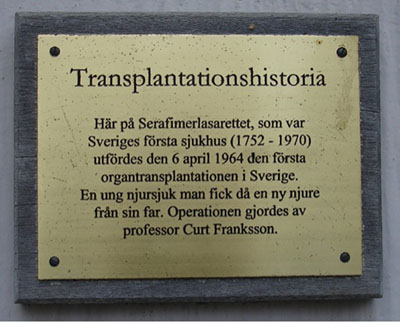 Transplantationshistoria
Här på Serafimerlasarettet, som var
Sveriges första sjukhus (1752 - 1970)
utfördes den 6 april 1964 den första
organtransplantationen i Sverige.
En ung njursjuk man fick då en ny njure
från sin far. Operationen gjordes av
professor Curt Franksson.